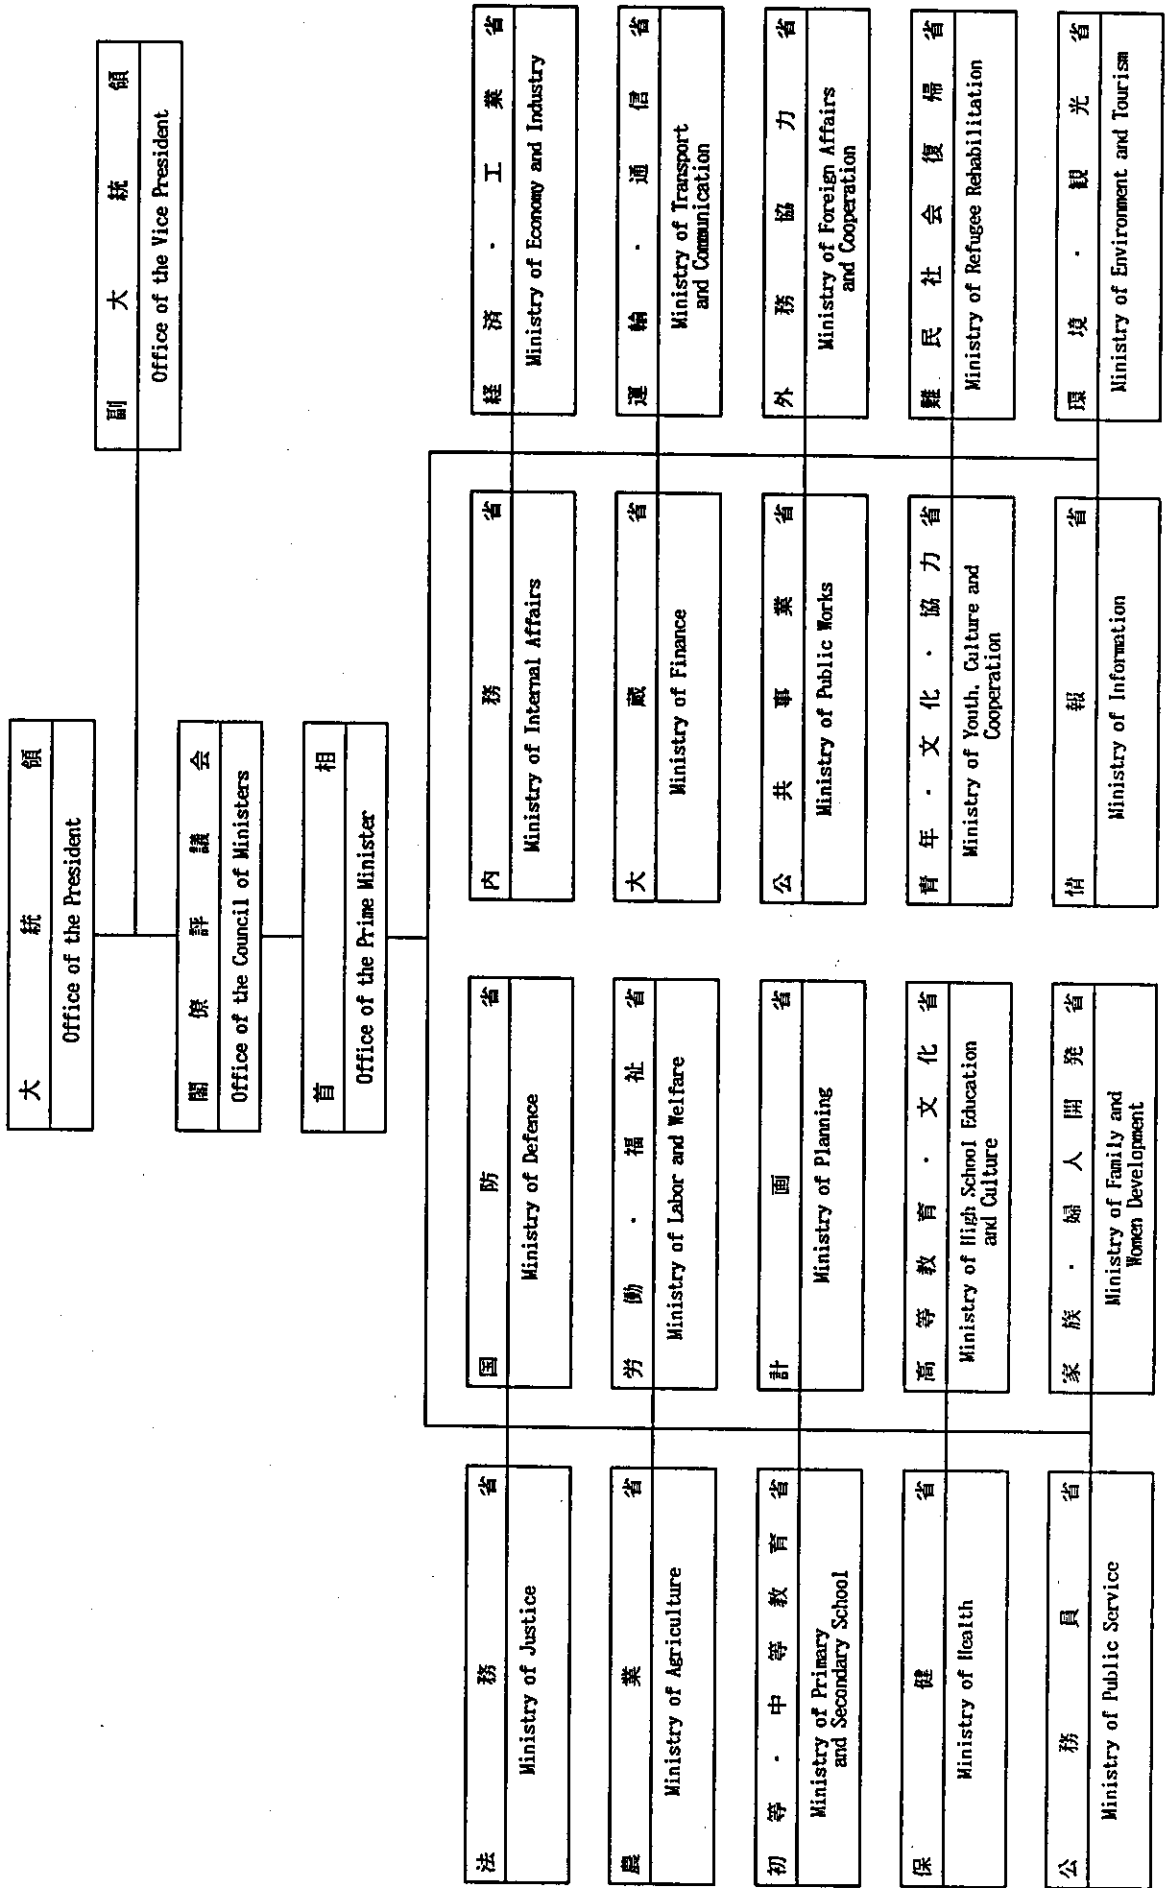 大統領
Office of the President
副大統領
Office of the Vice President
閣僚評議会
Office of the Council of Ministers
首相
Office of the Prime Minister
法務省
Ministry of Justice
国防省
Ministry of Defence
内務省
Ministry of Internal Affairs
経済・工業省
Ministry of Economy and Industry
農業省
Ministry of Agriculture
労働・福祉省
Ministry of Labor and Welfare
大蔵省
Ministry of Finance
運輸・通信省
Ministry of Transport
and Communication
初等・中等教育省
Ministry of Primary
and Secondary School
計画省
Ministry of Planning
公共事業省
Ministry of Public Works
外務協力省
Ministry of Foreign Affairs
and Cooperation
保健省
Ministry of Health
高等教育・文化省
Ministry of High School Education
and Culture
青年・文化・協力省
Ministry of Youth, Culture and
Cooperation
難民社会復帰省
Ministry of Refugee Rehabilitation
公務員省
Ministry of Public Service
家族・婦人開発省
Ministry of Family and
Women Development
情報省
Ministry of Information
環境・観光省
Ministry of Environment and Tourism